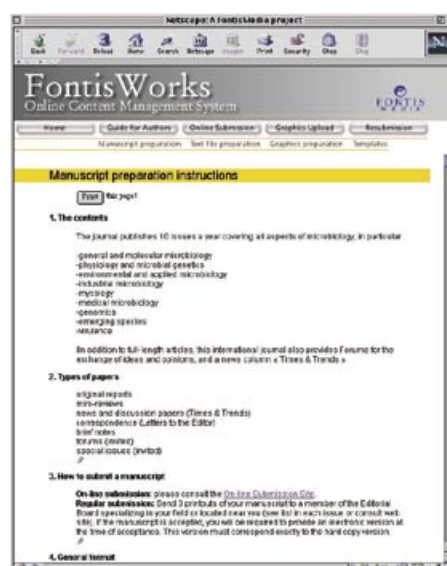 Netscape: A FontisMedia project
Back Forward Reload Home Search Netscape Images Print Security Shop Stop
N
FontisWorks
Online Content Management System
FONTIS
MEDIA
Home Guide for Authors Online Submission Graphics Upload Resubmission
Manuscript preparation Text file preparation Graphics preparation Templates
Manuscript preparation instructions
Print this page!
1. The contents
The journal publishes 10 issues a year covering all aspects of microbiology, in particular
-general and molecular microbiology
-physiology and microbial genetics
-environmental and applied microbiology
-industrial microbiology
-mycology
-medical microbiology
-genomics
-emerging species
-virulence
In addition to full-length articles, this international journal also provides Forums for the
exchange of ideas and opinions, and a news column « Times & Trends »
2. Types of papers
original reports
mini-reviews
news and discussion papers (Times & Trends)
correspondence (Letters to the Editor)
brief notes
forums (invited)
special issues (invited)
3. How to submit a manuscript
On-line submission: please consult the On-line Submission Site.
Regular submission: Send 3 printouts of your manuscript to a member of the Editorial
Board specializing in your field or located near you (see list in each issue or consult web
site). If the manuscript is accepted, you will be required to provide an electronic version at
the time of acceptance. This version must correspond exactly to the hard copy version.
4. General format